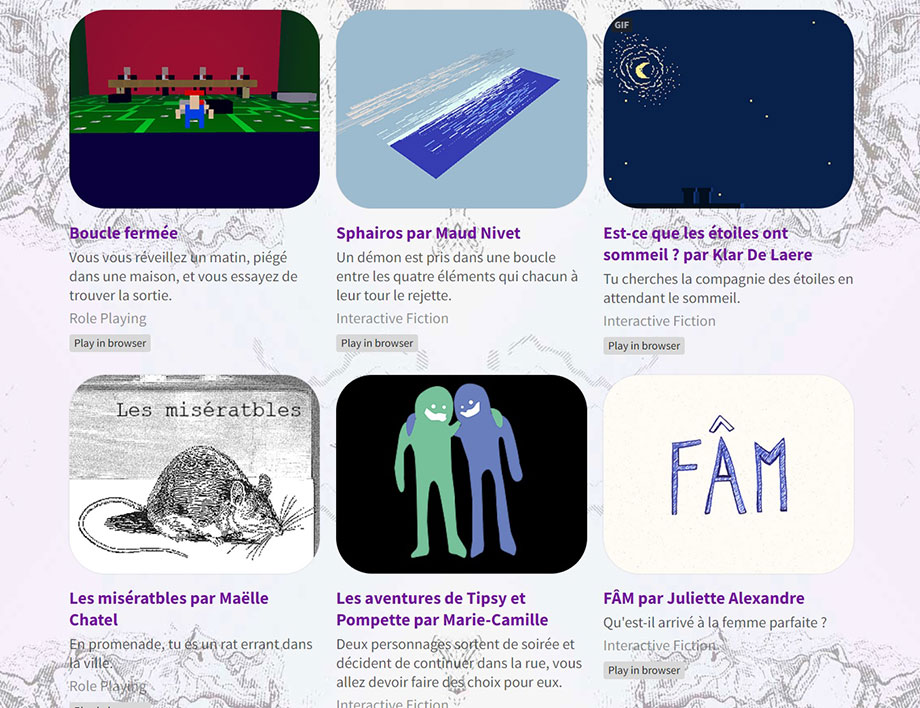 GIF
Boucle fermée
Vous vous réveillez un matin, piégé
dans une maison, et vous essayez de
trouver la sortie.
Role Playing
Play in browser
Sphairos par Maud Nivet
Un démon est pris dans une boucle
entre les quatre éléments qui chacun à
leur tour le rejette.
Interactive Fiction
Play in browser
Est-ce que les étoiles ont
sommeil ? par Klar De Laere
Tu cherches la compagnie des étoiles en
attendant le sommeil.
Interactive Fiction
Play in browser
Les misératbles
Les misératbles par Maëlle
Chatel
En promenade, tu es un rat errant dans
la ville.
Role Playing
Les aventures de Tipsy et
Pompette par Marie-Camille
Deux personnages sortent de soirée et
décident de continuer dans la rue, vous
allez devoir faire des choix pour eux.
Interactive Fiction
FÂM
FÂM par Juliette Alexandre
Qu'est-il arrivé à la femme parfaite ?
Interactive Fiction
Play in browser